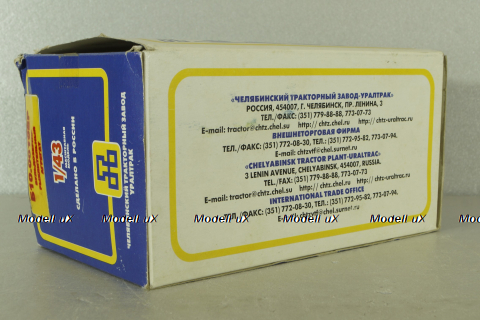 «ЧЕЛЯБИНСКИЙ ТРАКТОРНЫЙ ЗАВОД-УРАЛТРАК»
РОССИЯ, 454007, Г. ЧЕЛЯБИНСК, ПР. ЛЕНИНА, 3
ТЕЛ./ФАКС: (351) 779-88-88, 773-07-73
E-mail: tractor@chtz.chel.su http://chtz.chel.ru http://chtz-uraltrac.ru
ВНЕШНЕТОРГОВАЯ ФИРМА
ТЕЛ./ФАКС: (351) 772-08-30, ТЕЛ.: (351) 772-95-82, 773-07-94.
E-mail: chtzvtf@chel.surnet.ru
«CHELYABINSK TRACTOR PLANT-URALTRAC»
3 LENIN AVENUE, CHELYABINSK, 454007, RUSSIA.
TEL./FAX: (351) 779-88-88, 773-07-73
E-mail: tractor@chtz.chel.su http://chtz.chel.ru http://chtz-uraltrac.ru
INTERNATIONAL TRADE OFFICE
ТЕЛ./ФАКС: (351) 772-08-30, ТЕЛ.: (351) 772-95-82, 773-07-94
E-mail: chtzvtf@chel.surnet.ru
1/43
СДЕЛАНО В РОССИИ
ЧЕЛЯБИНСКИЙ ТРАКТОРНЫЙ ЗАВОД
УРАЛТРАК
Modell uX Modell uX Modell uX Modell uX Modell uX